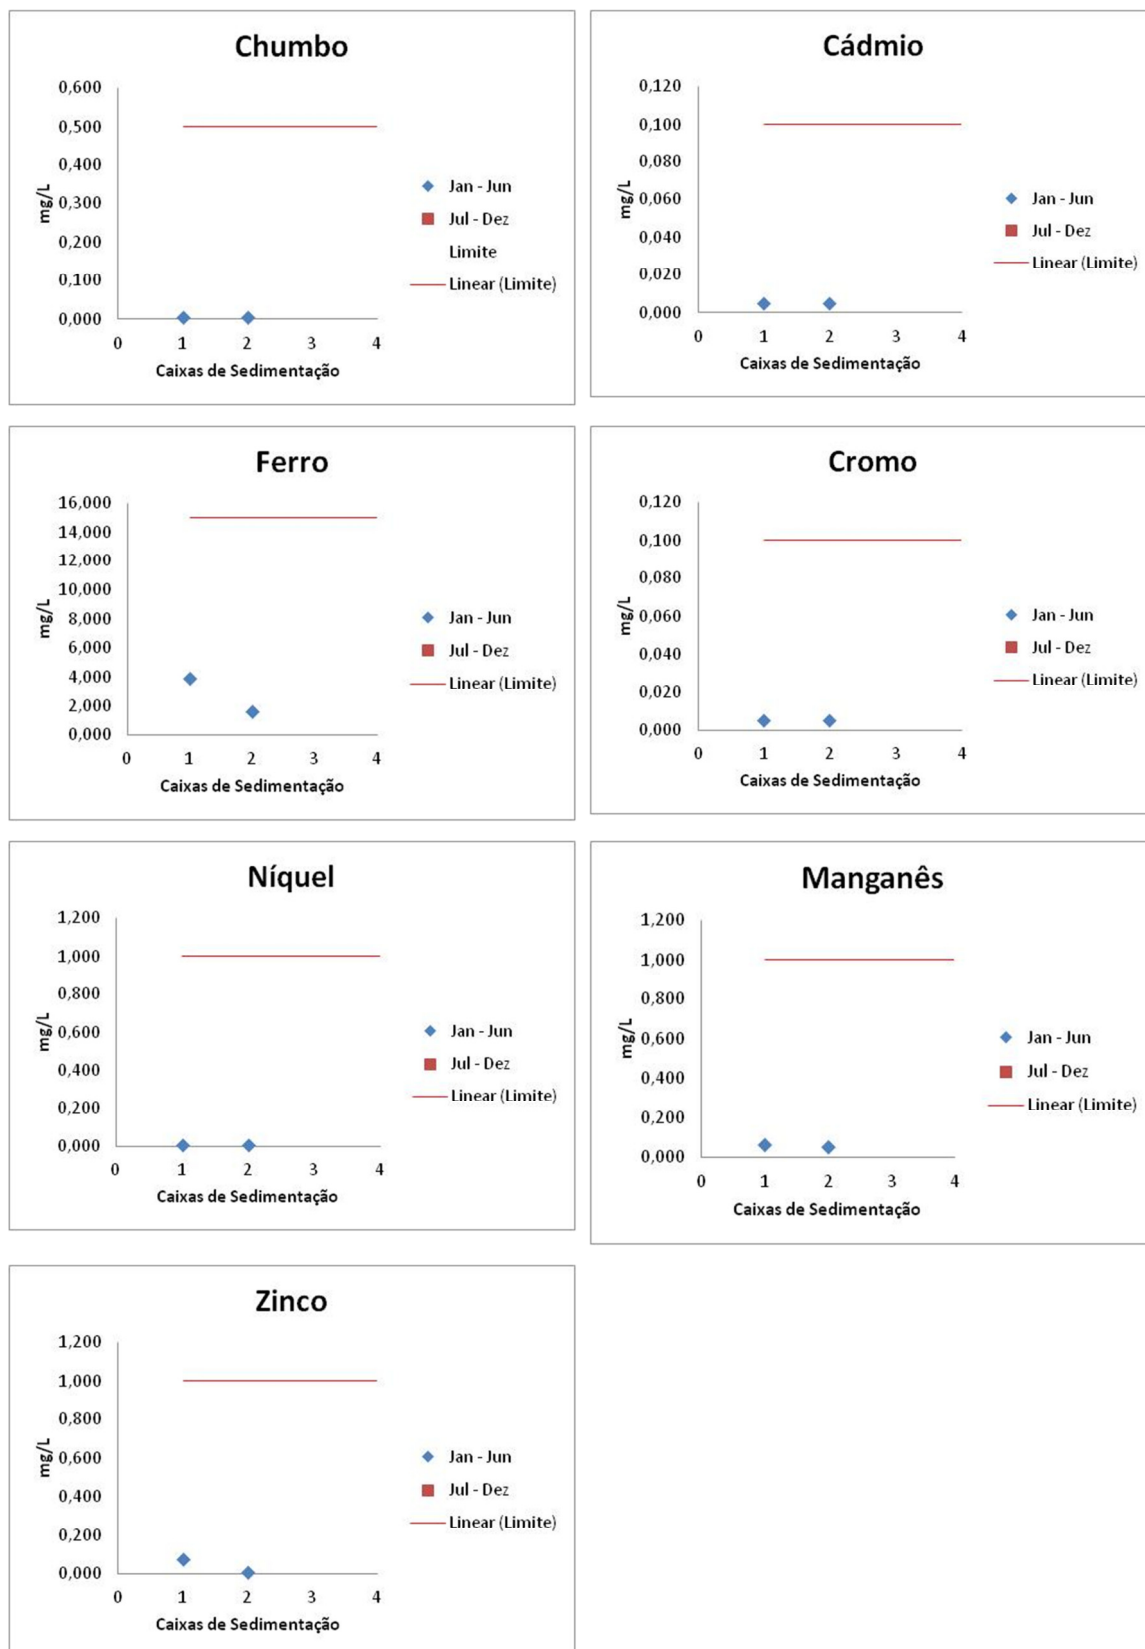 Chumbo
0,600
0,500
0,400
0,300
0,200
0,100
0,000
mg/L
0 1 2 3 4
Caixas de Sedimentação
Jan - Jun
Jul - Dez
Limite
Linear (Limite)
Cádmio
0,120
0,100
0,080
0,060
0,040
0,020
0,000
mg/L
0 1 2 3 4
Caixas de Sedimentação
Jan - Jun
Jul - Dez
Linear (Limite)
Ferro
16,000
14,000
12,000
10,000
8,000
6,000
4,000
2,000
0,000
mg/L
0 1 2 3 4
Caixas de Sedimentação
Jan - Jun
Jul - Dez
Linear (Limite)
Cromo
0,120
0,100
0,080
0,060
0,040
0,020
0,000
mg/L
0 1 2 3 4
Caixas de Sedimentação
Jan - Jun
Jul - Dez
Linear (Limite)
Níquel
1,200
1,000
0,800
0,600
0,400
0,200
0,000
mg/L
0 1 2 3 4
Caixas de Sedimentação
Jan - Jun
Jul - Dez
Linear (Limite)
Manganês
1,200
1,000
0,800
0,600
0,400
0,200
0,000
mg/L
0 1 2 3 4
Caixas de Sedimentação
Jan - Jun
Jul - Dez
Linear (Limite)
Zinco
1,200
1,000
0,800
0,600
0,400
0,200
0,000
mg/L
0 1 2 3 4
Caixas de Sedimentação
Jan - Jun
Jul - Dez
Linear (Limite)